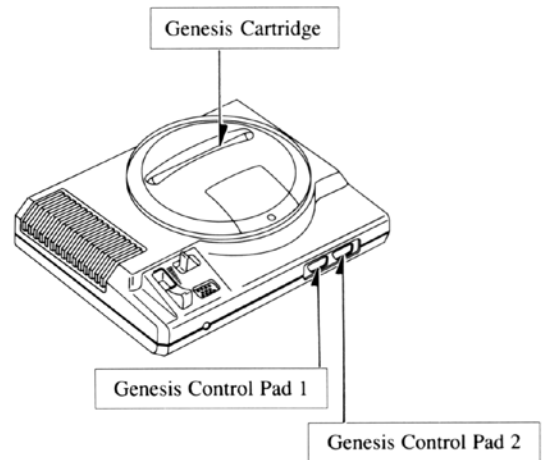 Genesis Cartridge
Genesis Control Pad 1
Genesis Control Pad 2